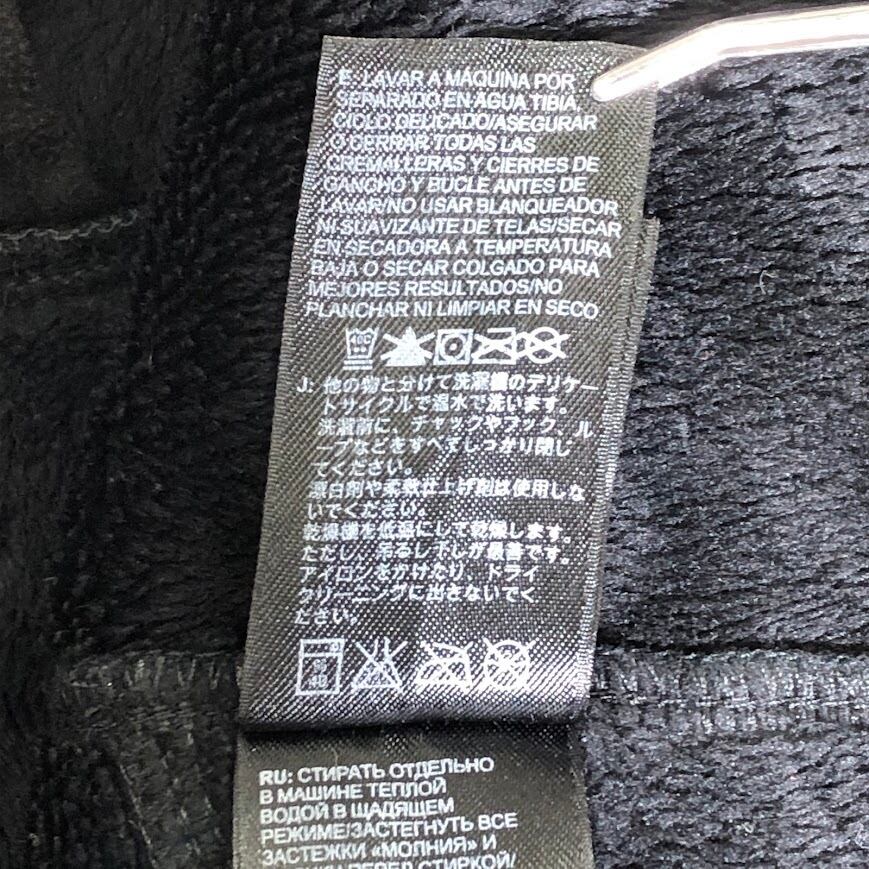 E: LAVAR A MÁQUINA POR
SEPARADO EN AGUA TIBIA,
CICLO DELICADO/ASEGURAR
O CERRAR TODAS LAS
CREMALLERAS Y CIERRES DE
GANCHO Y BUCLE ANTES DE
LAVAR/NO USAR BLANQUEADOR
NI SUAVIZANTE DE TELAS/SECAR
EN SECADORA A TEMPERATURA
BAJA O SECAR COLGADO PARA
MEJORES RESULTADOS/NO
PLANCHAR NI LIMPIAR EN SECO
40C
J: 他の物と分けて洗濯機のデリケー
トサイクルで温水で洗います。
洗濯前に、チャックやフック、ル
ープなどをすべてしっかり閉じ
てください。
漂白剤や柔軟仕上げ剤は使用しな
いでください。
乾燥機を低温にして乾燥します。
ただし、吊るし干しが最善です。
アイロンをかけたり、ドライ
クリーニングに出さないでく
ださい。
40
RU: СТИРАТЬ ОТДЕЛЬНО
В МАШИНЕ ТЕПЛОЙ
ВОДОЙ В ЩАДЯЩЕМ
РЕЖИМЕ/ЗАСТЕГНУТЬ ВСЕ
ЗАСТЕЖКИ «МОЛНИЯ» И
ПЕРЕД СТИРКОЙ/